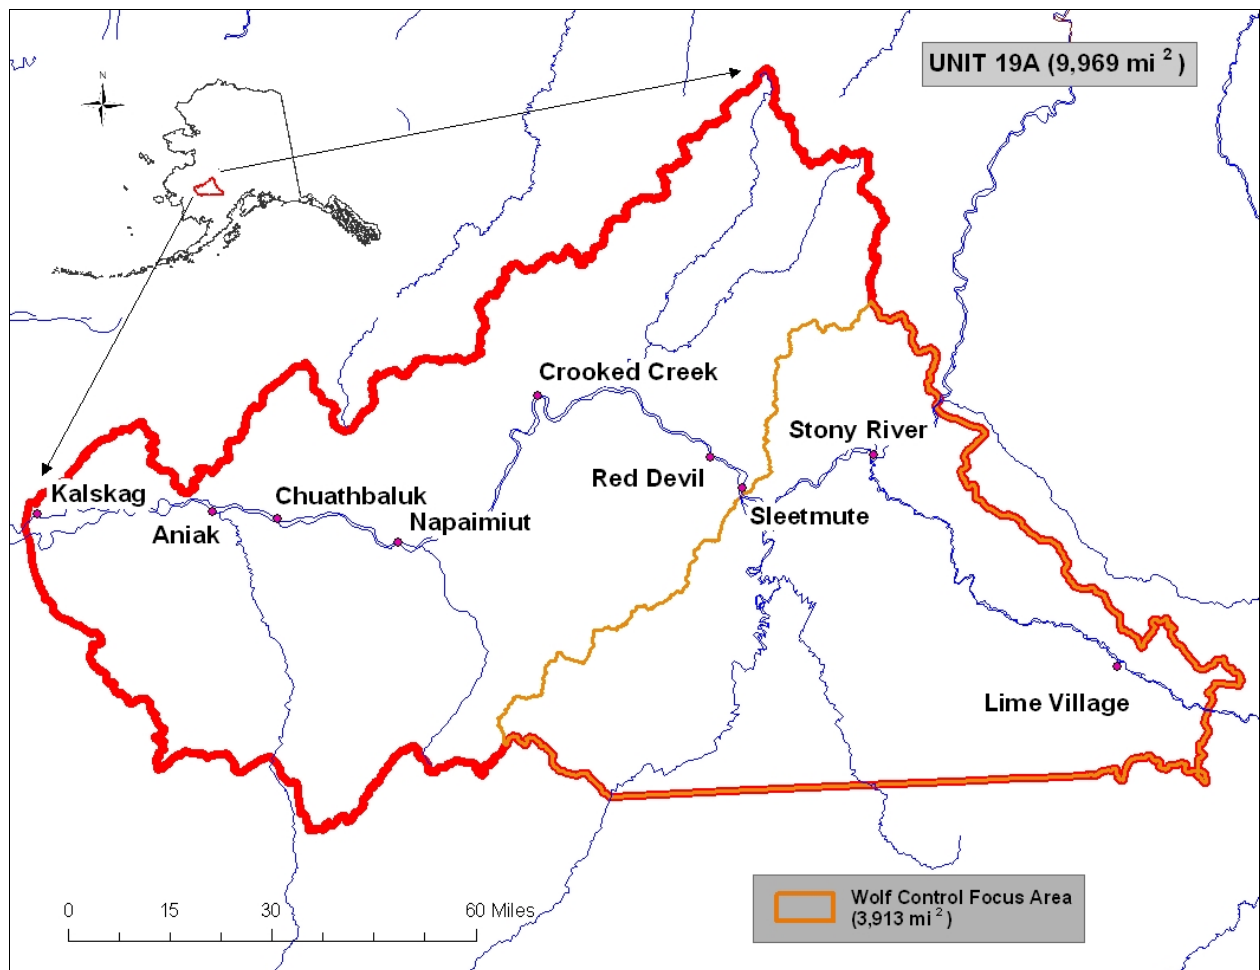 UNIT 19A (9,969 mi ²)
N
Crooked Creek
Stony River
Red Devil
Kalskag
Chuathbaluk
Sleetmute
Aniak
Napaimiut
Lime Village
Wolf Control Focus Area
(3,913 mi ²)
0 15 30 60 Miles